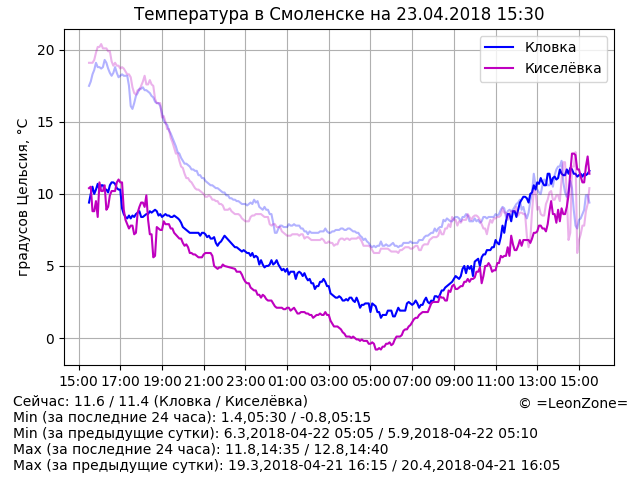 Температура в Смоленске на 23.04.2018 15:30
градусов Цельсия, °C
20
15
10
5
0
Кловка
Киселёвка
15:00 17:00 19:00 21:00 23:00 01:00 03:00 05:00 07:00 09:00 11:00 13:00 15:00
Сейчас: 11.6 / 11.4 (Кловка / Киселёвка)
© =LeonZone=
Min (за последние 24 часа): 1.4,05:30 / -0.8,05:15
Min (за предыдущие сутки): 6.3,2018-04-22 05:05 / 5.9,2018-04-22 05:10
Max (за последние 24 часа): 11.8,14:35 / 12.8,14:40
Max (за предыдущие сутки): 19.3,2018-04-21 16:15 / 20.4,2018-04-21 16:05